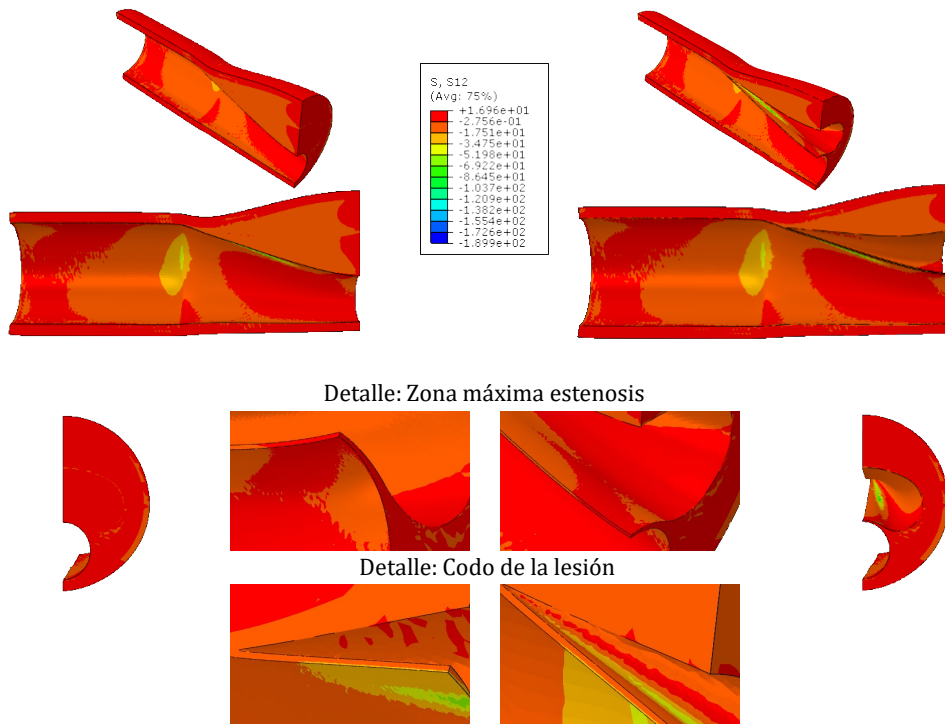 S, S12
(Avg: 75%)
+1.696e+01
-2.756e-01
-1.751e+01
-3.475e+01
-5.198e+01
-6.922e+01
-8.645e+01
-1.037e+02
-1.209e+02
-1.382e+02
-1.554e+02
-1.726e+02
-1.899e+02
Detalle: Zona máxima estenosis
Detalle: Codo de la lesión